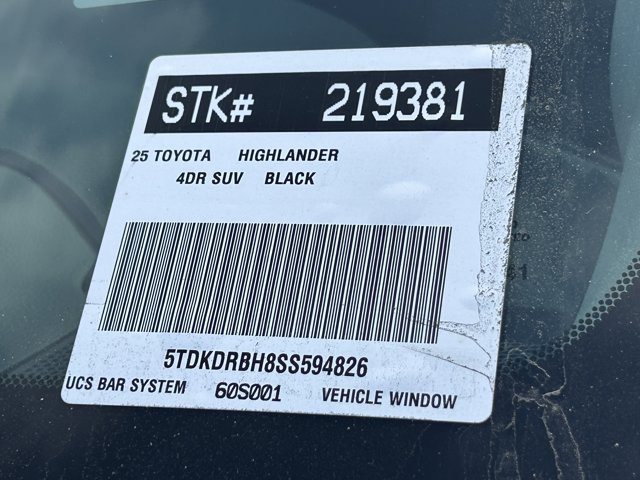 STK# 219381
25 TOYOTA HIGHLANDER
4DR SUV BLACK
5TDKDRBH8SS594826
UCS BAR SYSTEM 60S001 VEHICLE WINDOW